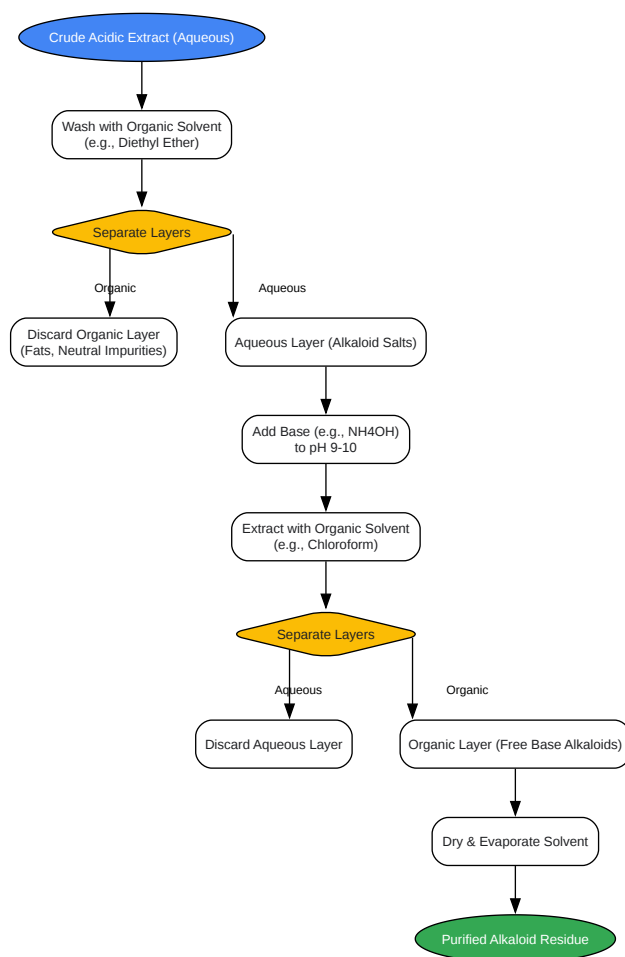 Crude Acidic Extract (Aqueous)
Wash with Organic Solvent
(e.g., Diethyl Ether)
Separate Layers
Organic
Aqueous
Discard Organic Layer
(Fats, Neutral Impurities)
Aqueous Layer (Alkaloid Salts)
Add Base (e.g., NH4OH)
to pH 9-10
Extract with Organic Solvent
(e.g., Chloroform)
Separate Layers
Aqueous
Organic
Discard Aqueous Layer
Organic Layer (Free Base Alkaloids)
Dry & Evaporate Solvent
Purified Alkaloid Residue